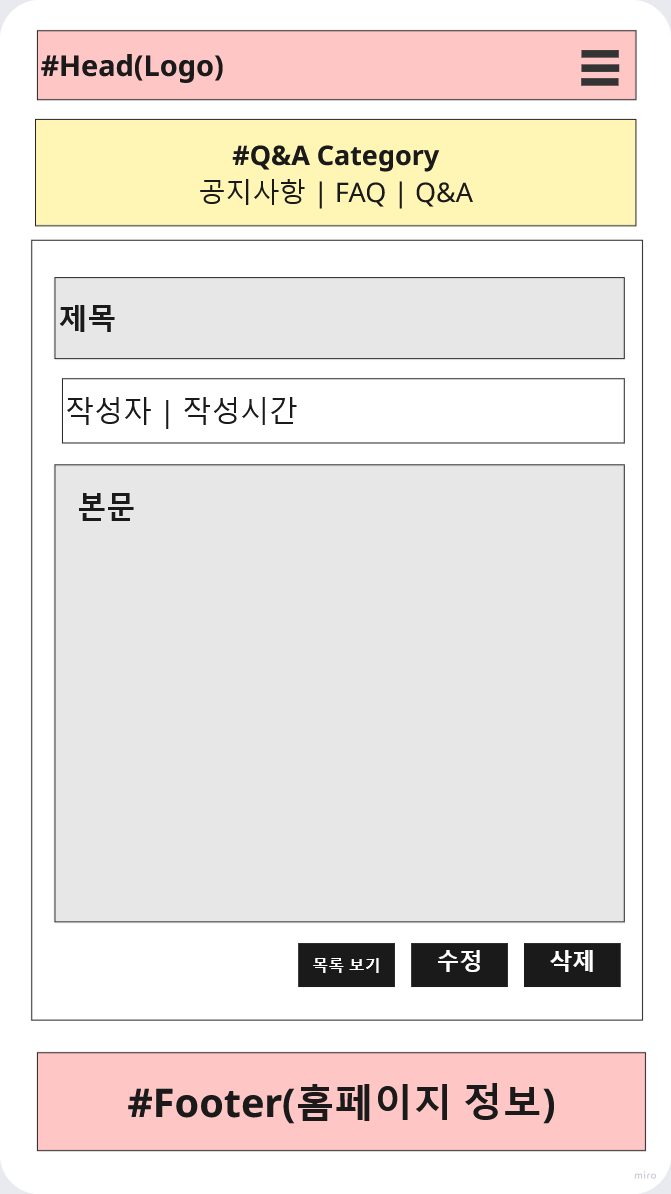 #Head(Logo)
#Q&A Category
공지사항 | FAQ | Q&A
제목
작성자 | 작성시간
본문
목록 보기
수정
삭제
#Footer(홈페이지 정보)
miro